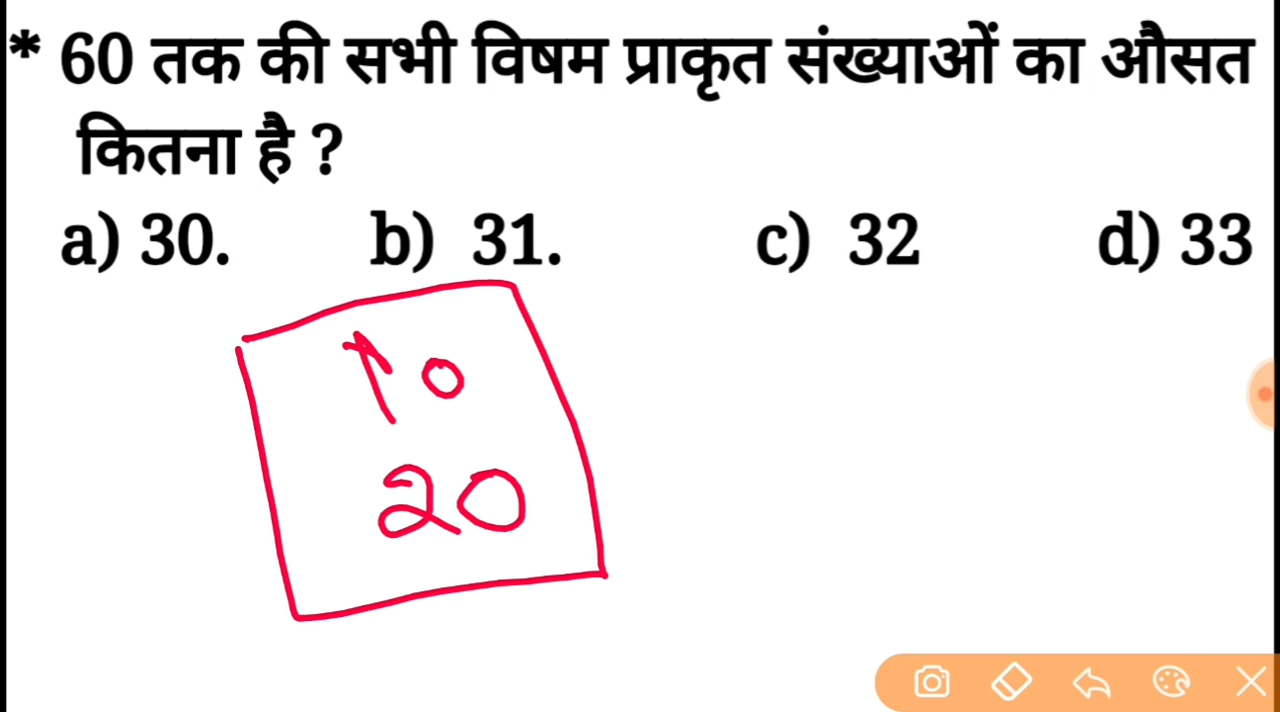 * 60 तक की सभी विषम प्राकृत संख्याओं का औसत
कितना है ?
a) 30. b) 31. c) 32 d) 33
10
20